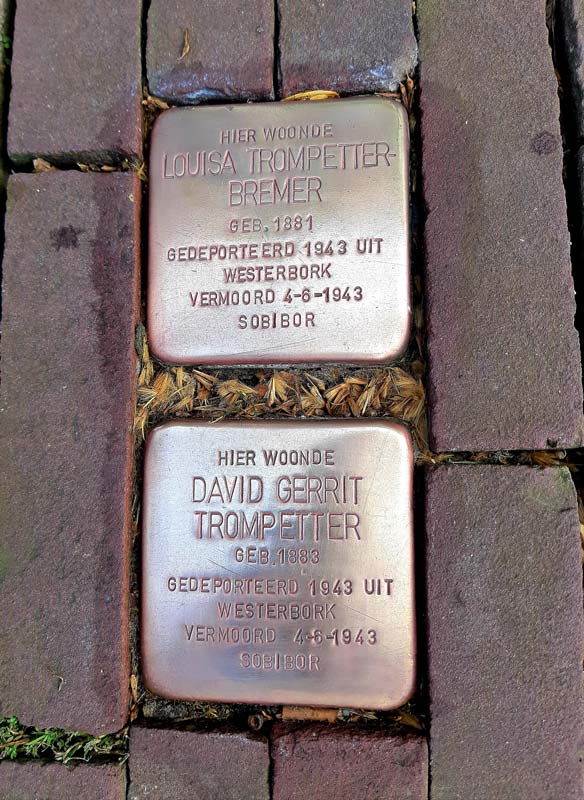 HIER WOONDE
LOUISA TROMPETTER-
BREMER
GEB. 1881
GEDEPORTEERD 1943 UIT
WESTERBORK
VERMOORD 4-6-1943
SOBIBOR
HIER WOONDE
DAVID GERRIT
TROMPETTER
GEB. 1883
GEDEPORTEERD 1943 UIT
WESTERBORK
VERMOORD 4-6-1943
SOBIBOR